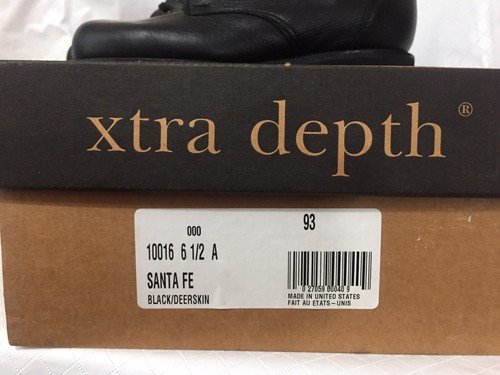 xtra depth®
000
93
10016 6 1/2 A
SANTA FE
BLACK/DEERSKIN
0 27059 00040 9
MADE IN UNITED STATES
FAIT AU ETATS-UNIS